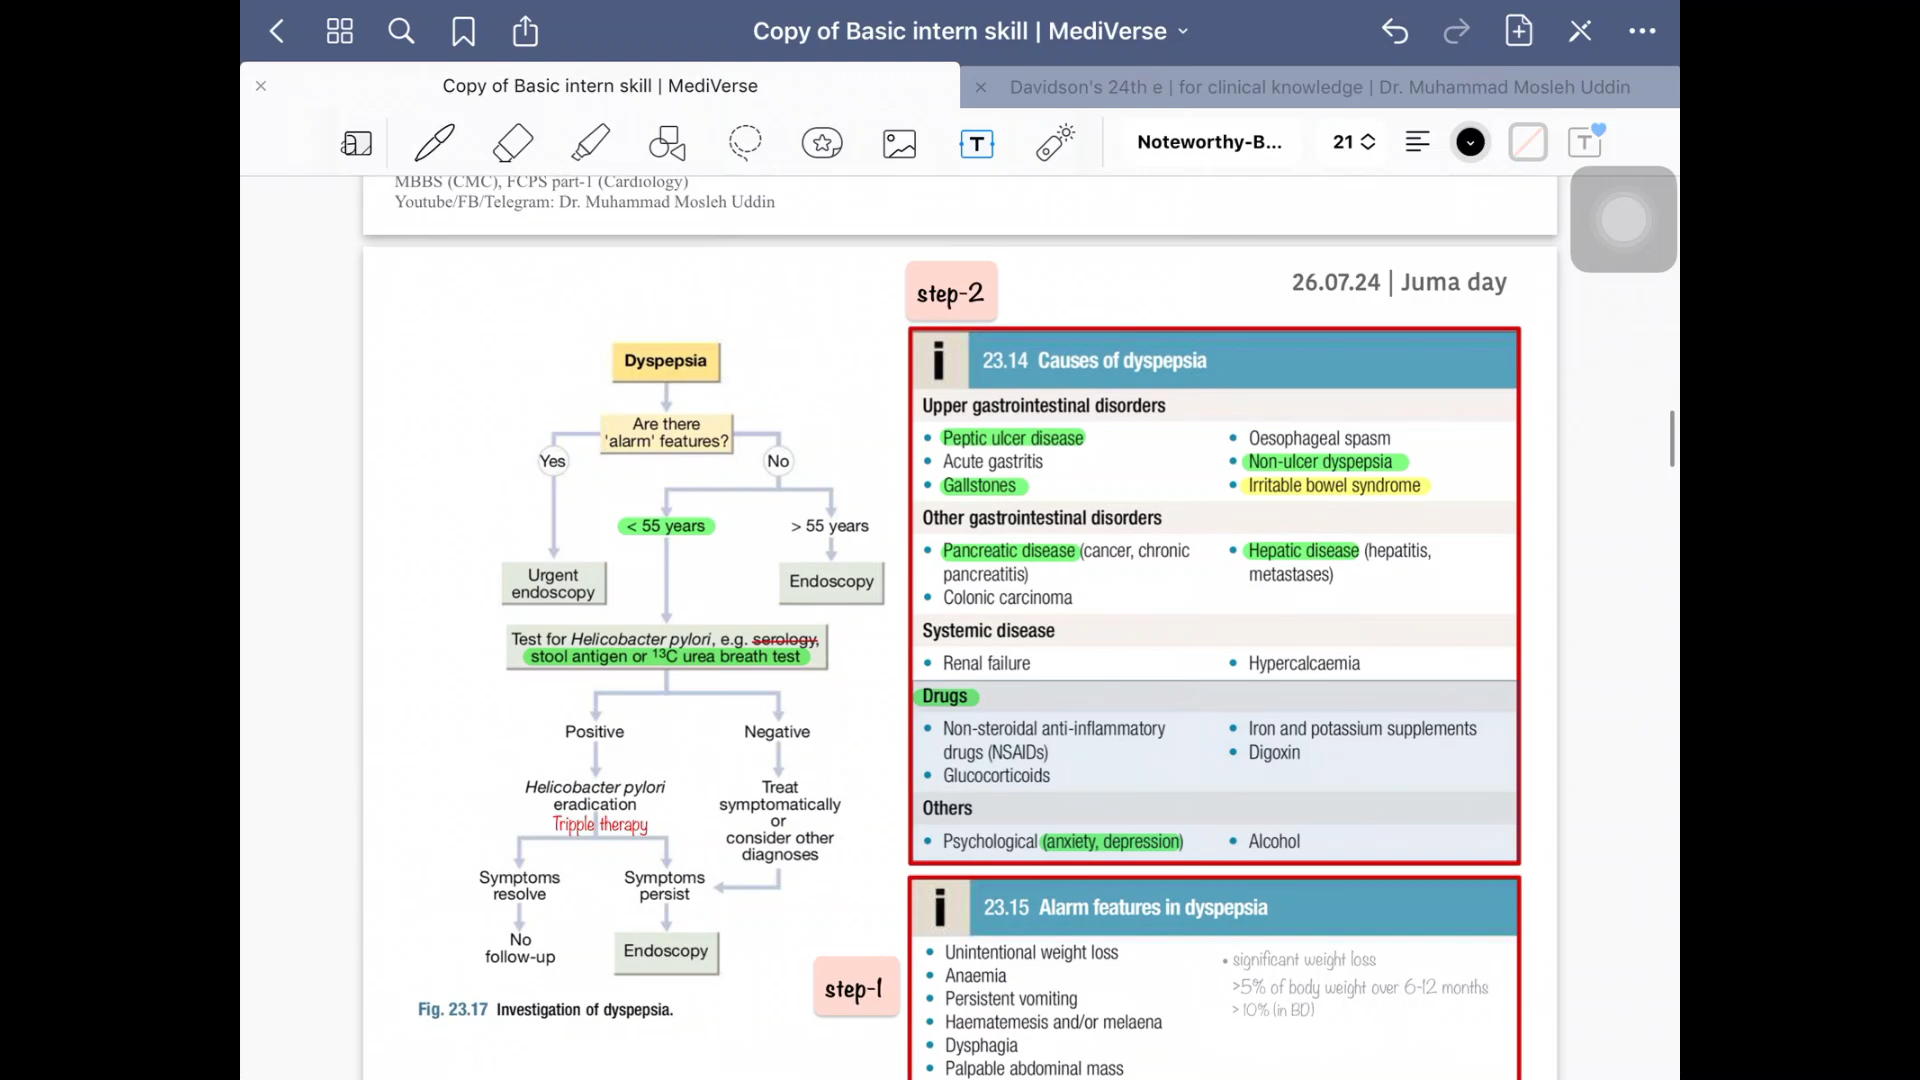 Copy of Basic intern skill | MediVerse
Copy of Basic intern skill | MediVerse
Davidson's 24th e | for clinical knowledge | Dr. Muhammad Mosleh Uddin
Noteworthy-B...
21
MBBS (CMC), FCPS part-1 (Cardiology)
Youtube/FB/Telegram: Dr. Muhammad Mosleh Uddin
26.07.24 | Juma day
Dyspepsia
Are there
'alarm' features?
Yes
No
< 55 years
> 55 years
Urgent
endoscopy
Endoscopy
Test for Helicobacter pylori, e.g. serology,
stool antigen or ¹³C urea breath test
Positive
Negative
Helicobacter pylori
eradication
Tripple therapy
Treat
symptomatically
or
consider other
diagnoses
Symptoms
resolve
Symptoms
persist
No
follow-up
Endoscopy
Fig. 23.17 Investigation of dyspepsia.
step-2
i 23.14 Causes of dyspepsia
Upper gastrointestinal disorders
• Peptic ulcer disease
• Acute gastritis
• Gallstones
• Oesophageal spasm
• Non-ulcer dyspepsia
• Irritable bowel syndrome
Other gastrointestinal disorders
• Pancreatic disease (cancer, chronic
pancreatitis)
• Colonic carcinoma
• Hepatic disease (hepatitis,
metastases)
Systemic disease
• Renal failure
• Hypercalcaemia
Drugs
• Non-steroidal anti-inflammatory
drugs (NSAIDs)
• Glucocorticoids
• Iron and potassium supplements
• Digoxin
Others
• Psychological (anxiety, depression)
• Alcohol
step-1
i 23.15 Alarm features in dyspepsia
• Unintentional weight loss
• Anaemia
• Persistent vomiting
• Haematemesis and/or melaena
• Dysphagia
• Palpable abdominal mass
• significant weight loss
>5% of body weight over 6-12 months
> 10% (in BD)